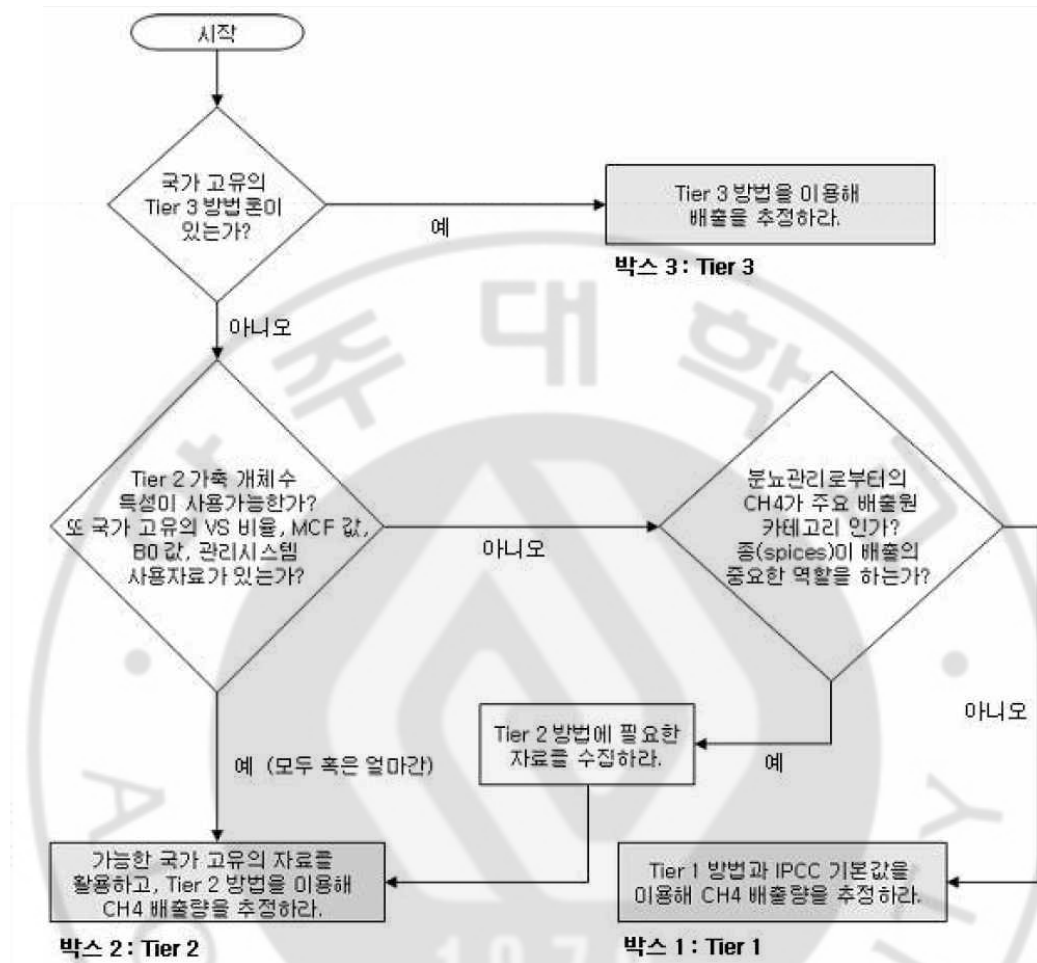 시작
국가 고유의
Tier 3 방법론이
있는가?
예
Tier 3 방법을 이용해
배출을 추정하라.
박스 3 : Tier 3
아니오
Tier 2 가축 개체수
특성이 사용가능한가?
또 국가 고유의 VS 비율, MCF 값,
B0 값, 관리시스템
사용자료가 있는가?
아니오
분뇨관리로부터의
CH4가 주요 배출원
카테고리 인가?
종(spices)이 배출의
중요한 역할을 하는가?
아니오
예
Tier 2 방법에 필요한
자료를 수집하라.
예 (모두 혹은 얼마간)
가능한 국가 고유의 자료를
활용하고, Tier 2 방법을 이용해
CH4 배출량을 추정하라.
박스 2 : Tier 2
Tier 1 방법과 IPCC 기본값을
이용해 CH4 배출량을 추정하라.
박스 1 : Tier 1
주대학